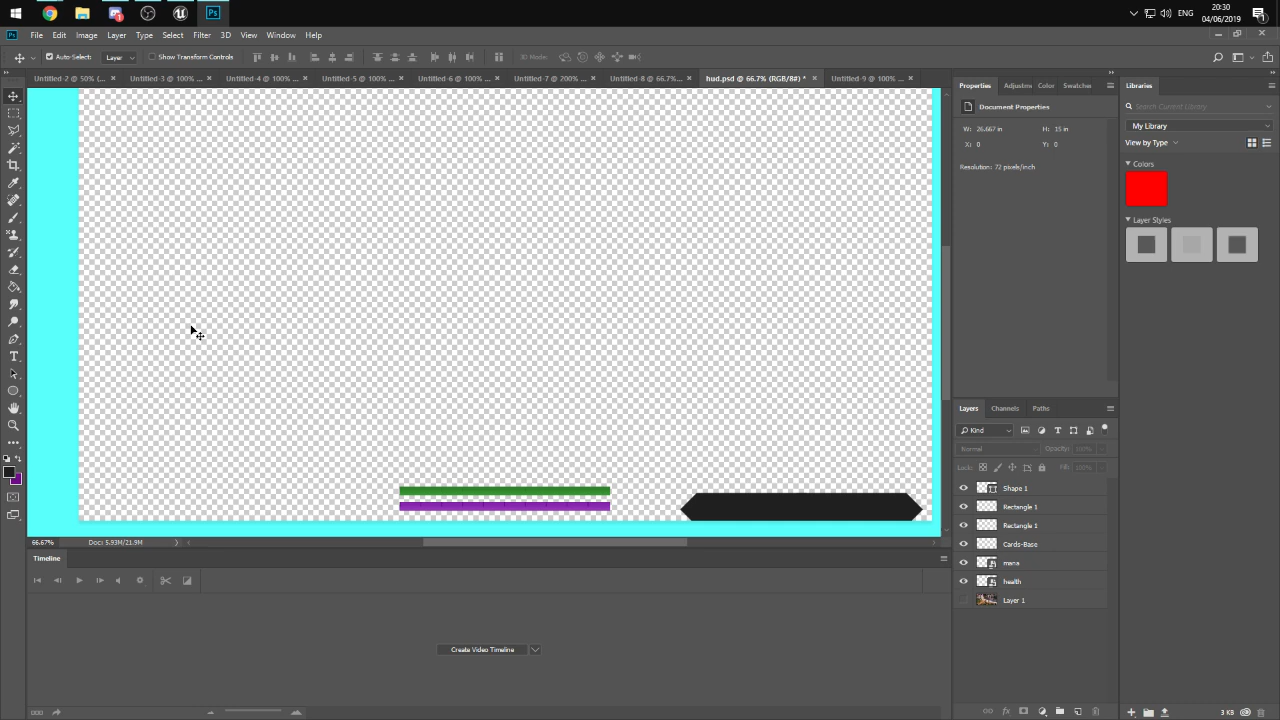 ENG
20:30
04/06/2019
File Edit Image Layer Type Select Filter 3D View Window Help
Auto-Select: Layer Show Transform Controls 3D Mode:
Untitled-2 @ 50% (... × Untitled-3 @ 100% ... × Untitled-4 @ 100% ... × Untitled-5 @ 100% ... × Untitled-6 @ 100% ... × Untitled-7 @ 200% ... × Untitled-8 @ 66.7%... × hud.psd @ 66.7% (RGB/8#) * × Untitled-9 @ 100% ... ×
Properties Adjustme Color Swatches
Libraries
Document Properties
Search Current Library
My Library
W: 26.667 in H: 15 in
View by Type
X: 0 Y: 0
Colors
Resolution: 72 pixels/inch
Layer Styles
Layers Channels Paths
Kind
Normal Opacity: 100%
Lock: Fill: 100%
Shape 1
Rectangle 1
Rectangle 1
Cards-Base
mana
health
Layer 1
66.67% Doc: 5.93M/21.9M
Timeline
Create Video Timeline
3 KB